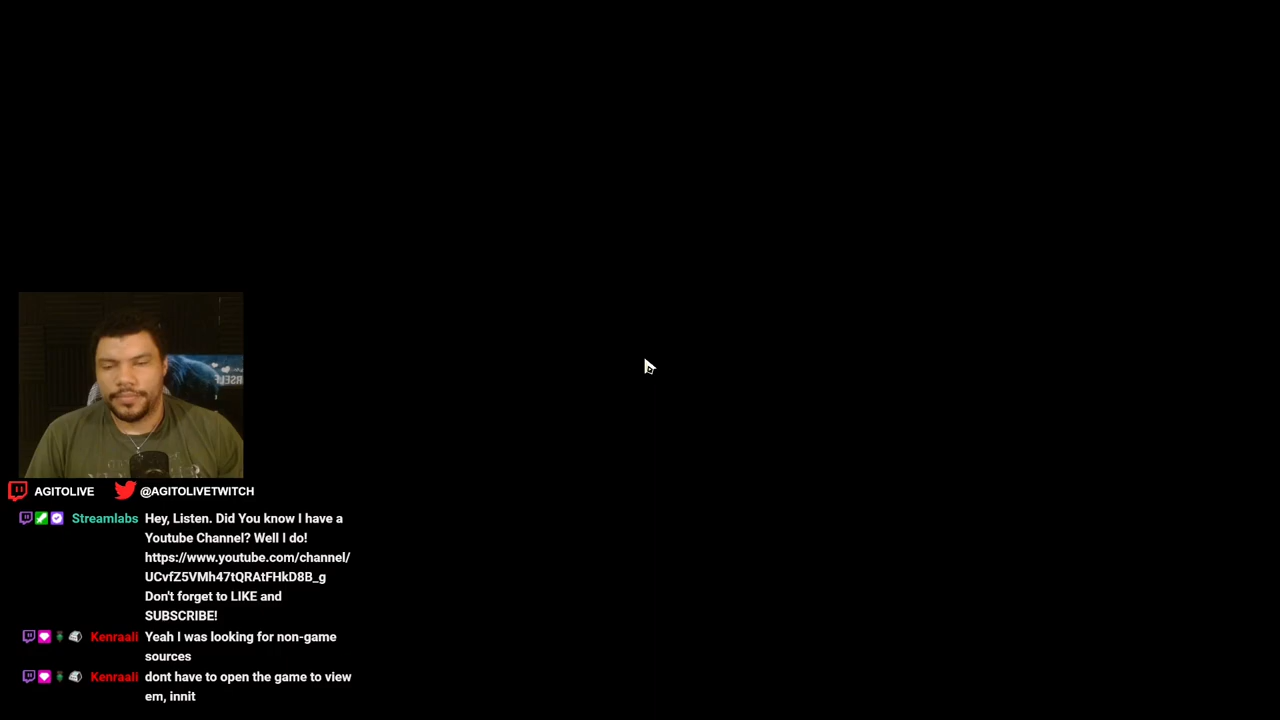 AGITOLIVE @AGITOLIVETWITCH
Streamlabs Hey, Listen. Did You know I have a
Youtube Channel? Well I do!
https://www.youtube.com/channel/
UCvfZ5VMh47tQRAtFHkD8B_g
Don't forget to LIKE and
SUBSCRIBE!
Kenraali Yeah I was looking for non-game
sources
Kenraali dont have to open the game to view
em, innit